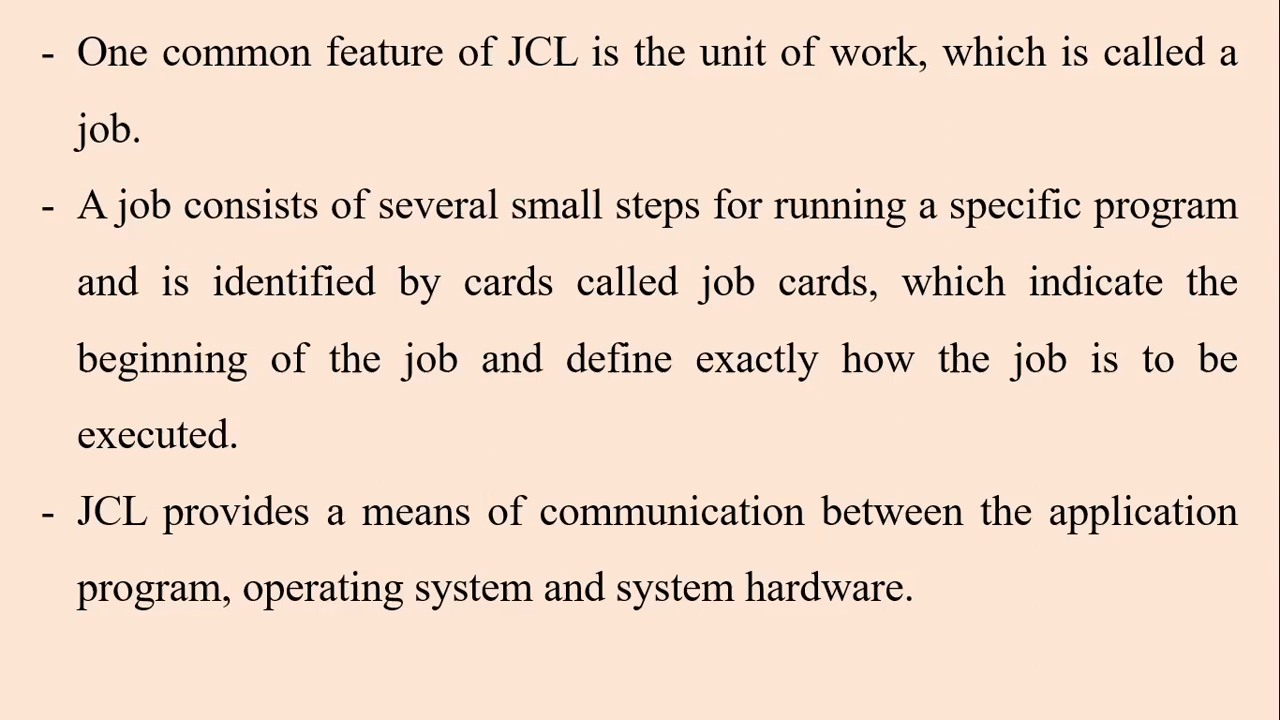 - One common feature of JCL is the unit of work, which is called a
job.
- A job consists of several small steps for running a specific program
and is identified by cards called job cards, which indicate the
beginning of the job and define exactly how the job is to be
executed.
- JCL provides a means of communication between the application
program, operating system and system hardware.